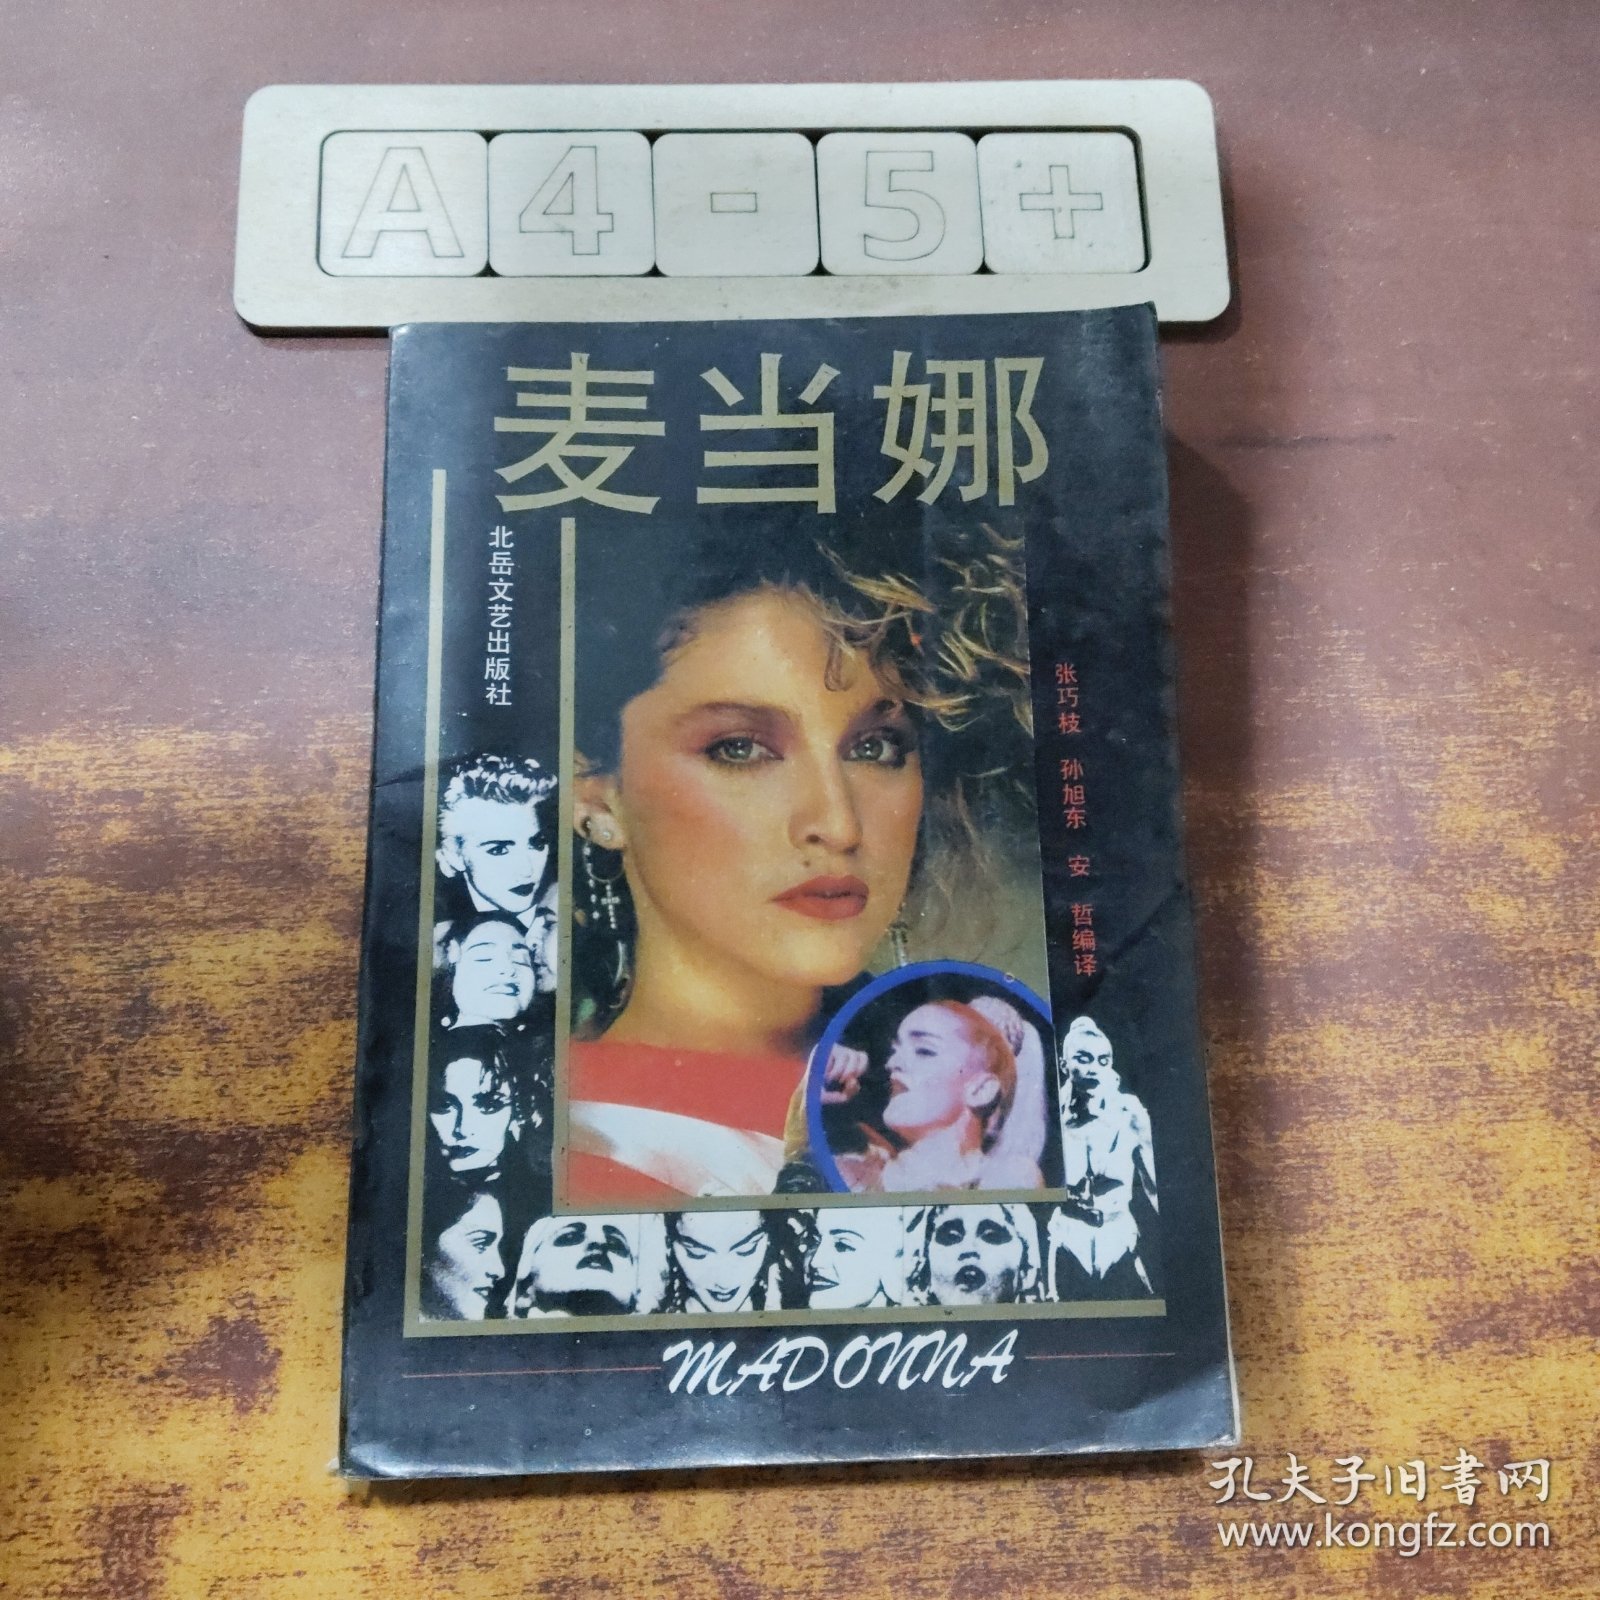 A4-5+
麦当娜
北岳文艺出版社
张巧枝 孙旭东 安 哲编译
MADONNA
孔夫子旧书网
www.kongfz.com